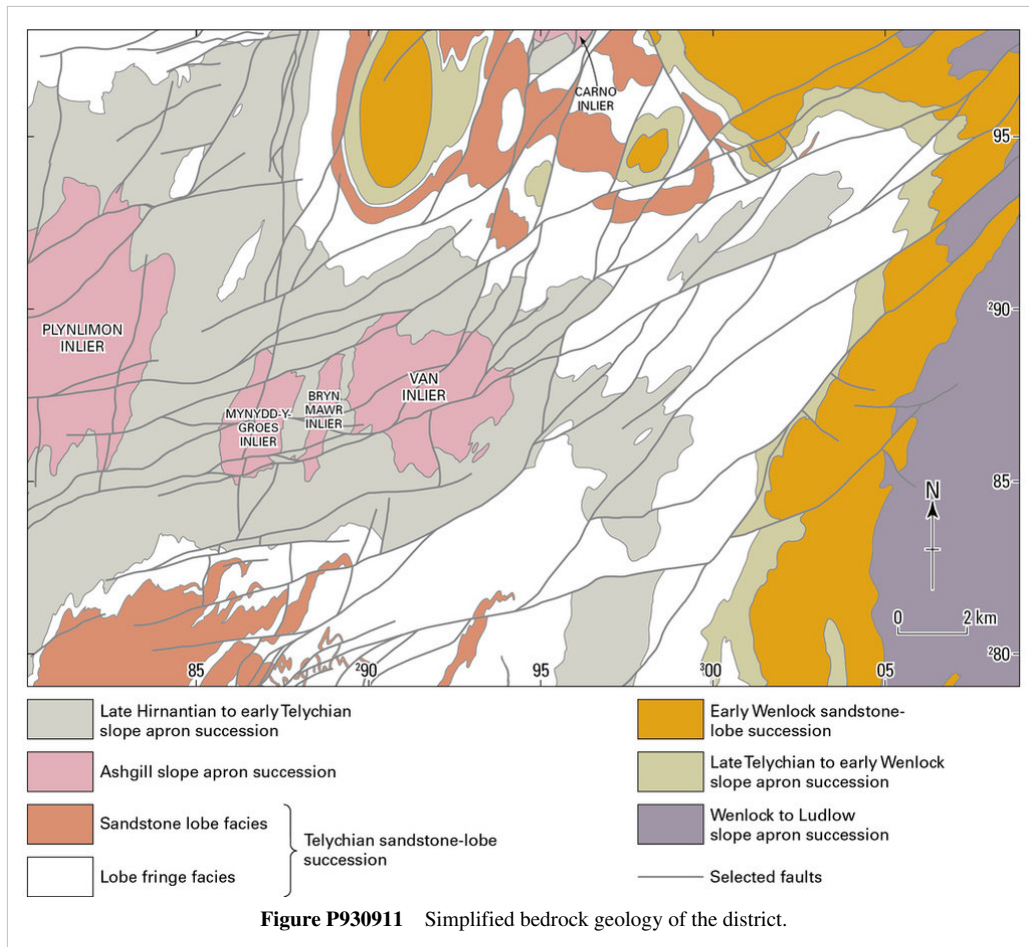 CARNO
INLIER
95
PLYNLIMON
INLIER
²90
MYNYDD-Y-
GROES
INLIER
BRYN
MAWR
INLIER
VAN
INLIER
85
N
0 2 km
²80
85 ²90 95 ³00 05
Late Hirnantian to early Telychian
slope apron succession
Ashgill slope apron succession
Sandstone lobe facies
Lobe fringe facies
Telychian sandstone-lobe
succession
Early Wenlock sandstone-
lobe succession
Late Telychian to early Wenlock
slope apron succession
Wenlock to Ludlow
slope apron succession
Selected faults
Figure P930911 Simplified bedrock geology of the district.